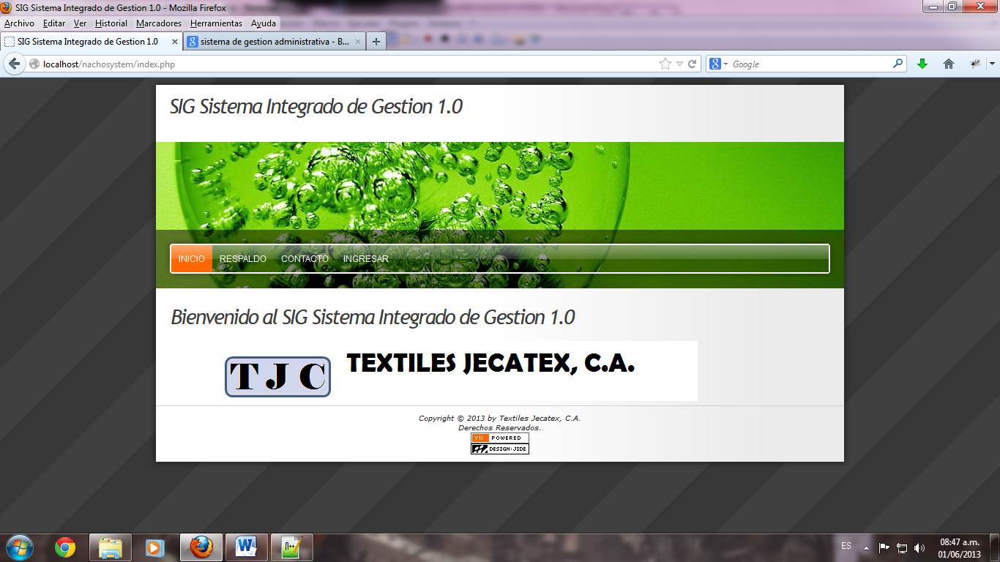 SIG Sistema Integrado de Gestion 1.0 - Mozilla Firefox
Archivo Editar Ver Historial Marcadores Herramientas Ayuda
SIG Sistema Integrado de Gestion 1.0
sistema de gestion administrativa - B...
localhost/nachosystem/index.php
Google
SIG Sistema Integrado de Gestion 1.0
INICIO RESPALDO CONTACTO INGRESAR
Bienvenido al SIG Sistema Integrado de Gestion 1.0
T J C
TEXTILES JECATEX, C.A.
Copyright © 2013 by Textiles Jecatex, C.A.
Derechos Reservados.
YII POWERED
DESIGN:JIDE
ES
08:47 a.m.
01/06/2013